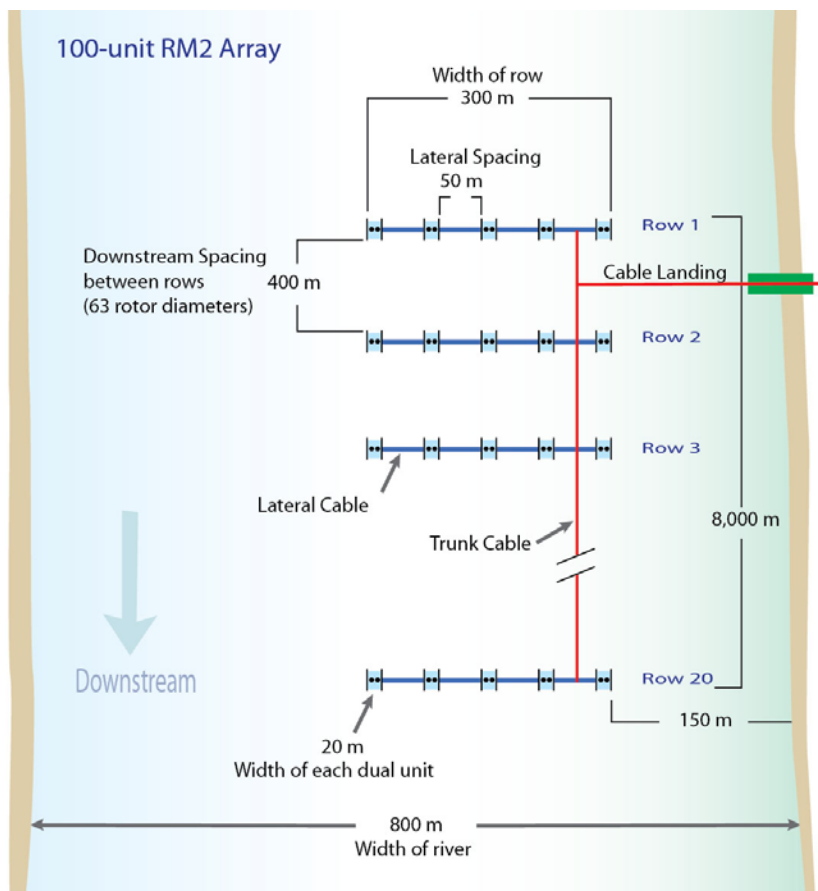 100-unit RM2 Array
Width of row
300 m
Lateral Spacing
50 m
Row 1
Downstream Spacing
between rows
(63 rotor diameters)
400 m
Cable Landing
Row 2
Row 3
Lateral Cable
Trunk Cable
8,000 m
Downstream
Row 20
150 m
20 m
Width of each dual unit
800 m
Width of river